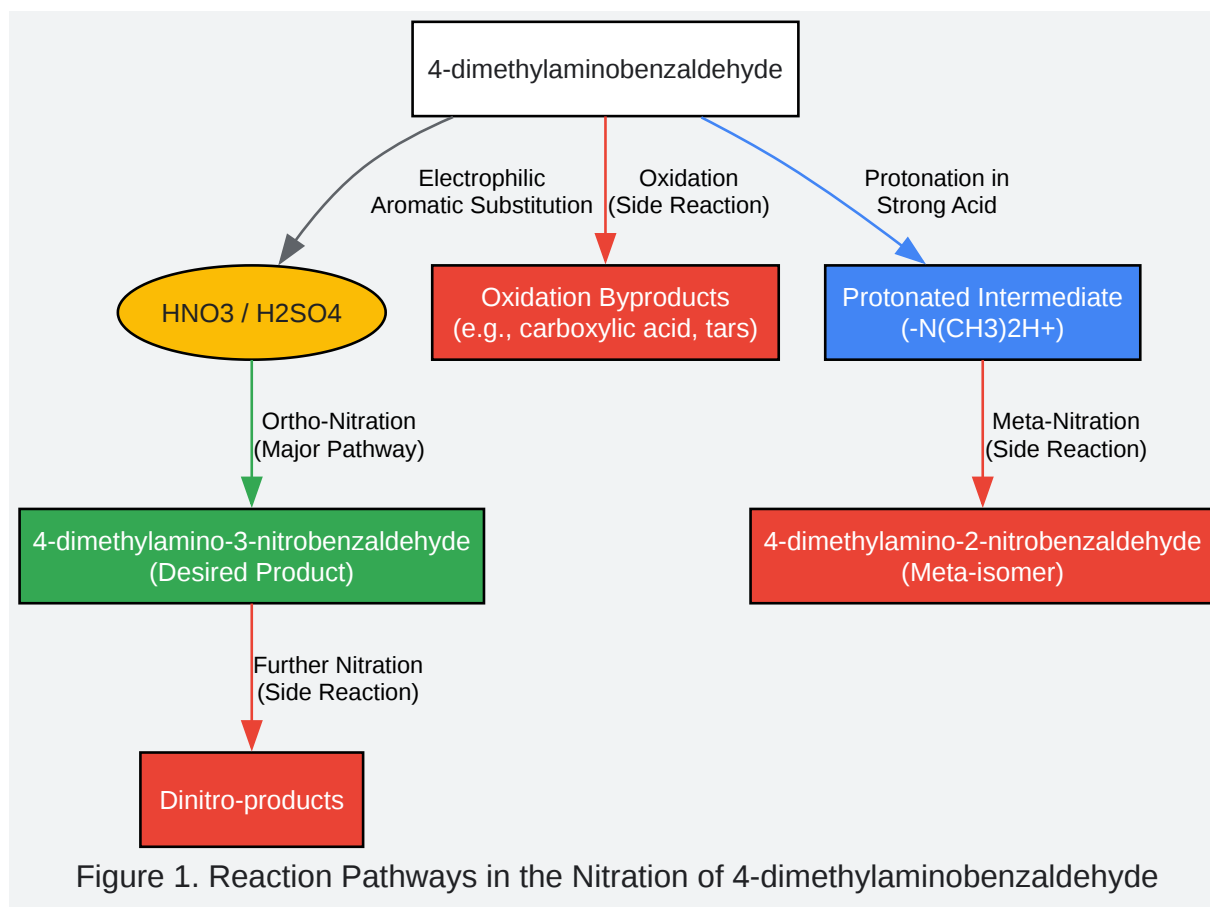 4-dimethylaminobenzaldehyde
Electrophilic
Aromatic Substitution
Oxidation
(Side Reaction)
Protonation in
Strong Acid
HNO3 / H2SO4
Oxidation Byproducts
(e.g., carboxylic acid, tars)
Protonated Intermediate
(-N(CH3)2H+)
Ortho-Nitration
(Major Pathway)
Meta-Nitration
(Side Reaction)
4-dimethylamino-3-nitrobenzaldehyde
(Desired Product)
4-dimethylamino-2-nitrobenzaldehyde
(Meta-isomer)
Further Nitration
(Side Reaction)
Dinitro-products
Figure 1. Reaction Pathways in the Nitration of 4-dimethylaminobenzaldehyde